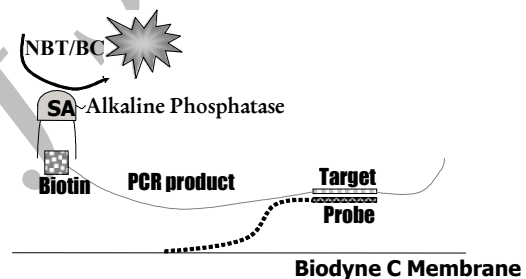 NBT/BC
SA
Alkaline Phosphatase
Biotin
PCR product
Target
Probe
Biodyne C Membrane